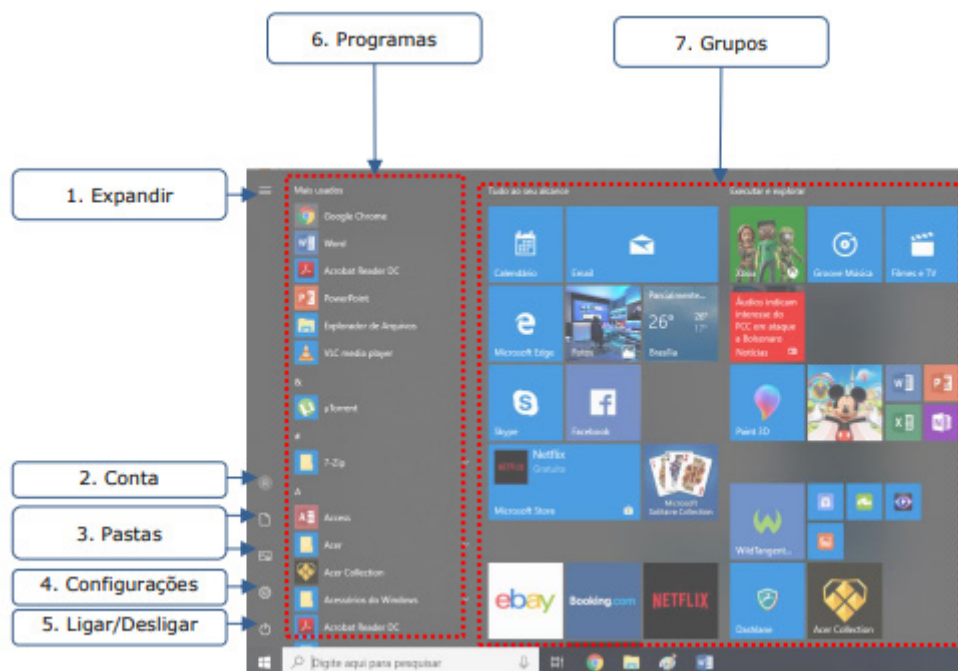 6. Programas
7. Grupos
1. Expandir
2. Conta
3. Pastas
4. Configurações
5. Ligar/Desligar
Mais usados
Google Chrome
Word
Acrobat Reader DC
PowerPoint
Explorador de Arquivos
VLC media player
&
µTorrent
#
7-Zip
A
Access
Acer
Acer Collection
Acessórios do Windows
Acrobat Reader DC
Digite aqui para pesquisar
Tudo ao seu alcance
Calendário
Email
Microsoft Edge
Fotos
Parcialmente...
26° 28°
17°
Brasília
Skype
Facebook
Netflix
Gratuito
NETFLIX
Microsoft Store
Microsoft
Solitaire Collection
ebay
Booking.com
NETFLIX
Executar e explorar
Xbox
Groove Música
Filmes e TV
Áudios indicam
interesse do
PCC em ataque
a Bolsonaro
Notícias
Paint 3D
WildTangent...
Dashlane
Acer Collection